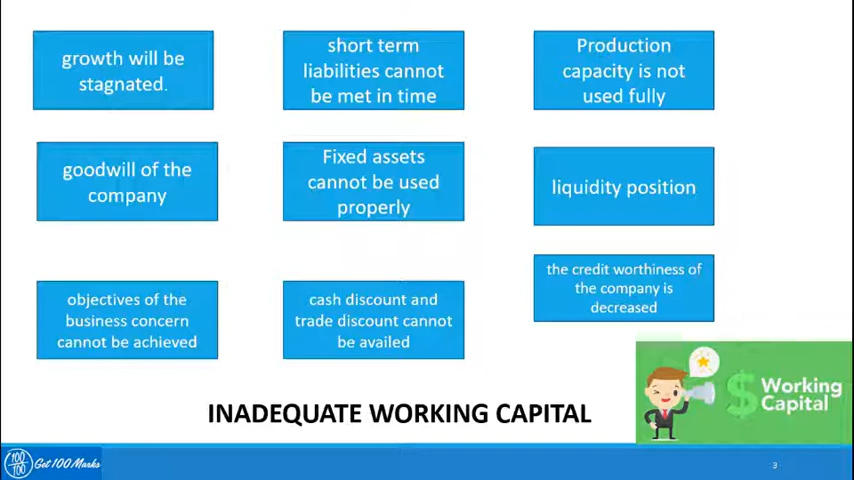 growth will be
stagnated.
short term
liabilities cannot
be met in time
Production
capacity is not
used fully
goodwill of the
company
Fixed assets
cannot be used
properly
liquidity position
objectives of the
business concern
cannot be achieved
cash discount and
trade discount cannot
be availed
the credit worthiness of
the company is
decreased
$ Working
Capital
INADEQUATE WORKING CAPITAL
100
100
Get 100 Marks
3